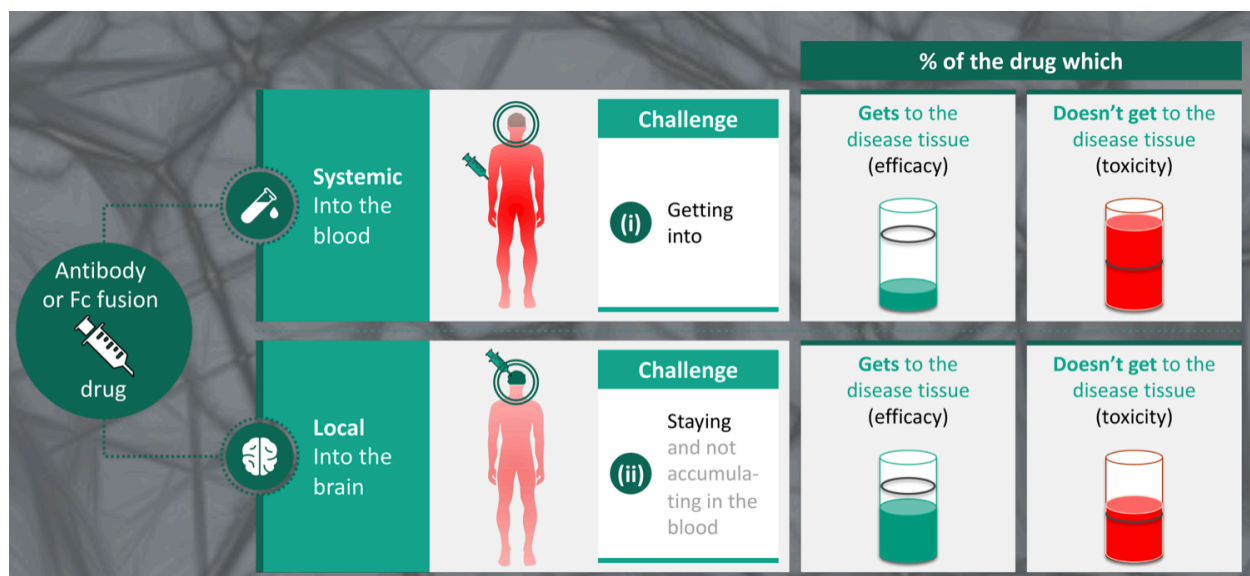 % of the drug which
Systemic
Into the
blood
Challenge
(i)
Getting
into
Gets to the
disease tissue
(efficacy)
Doesn't get to the
disease tissue
(toxicity)
Antibody
or Fc fusion
drug
Local
Into the
brain
Challenge
(ii)
Staying
and not
accumula-
ting in the
blood
Gets to the
disease tissue
(efficacy)
Doesn't get to the
disease tissue
(toxicity)